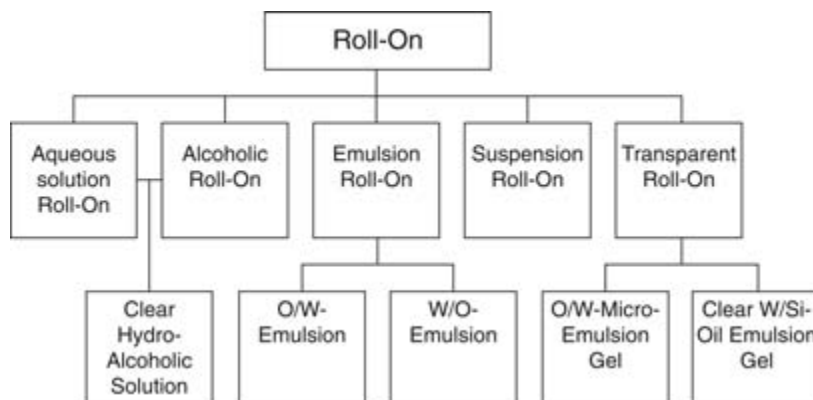 Roll-On
Aqueous
solution
Roll-On
Alcoholic
Roll-On
Emulsion
Roll-On
Suspension
Roll-On
Transparent
Roll-On
Clear
Hydro-
Alcoholic
Solution
O/W-
Emulsion
W/O-
Emulsion
O/W-Micro-
Emulsion
Gel
Clear W/Si-
Oil Emulsion
Gel